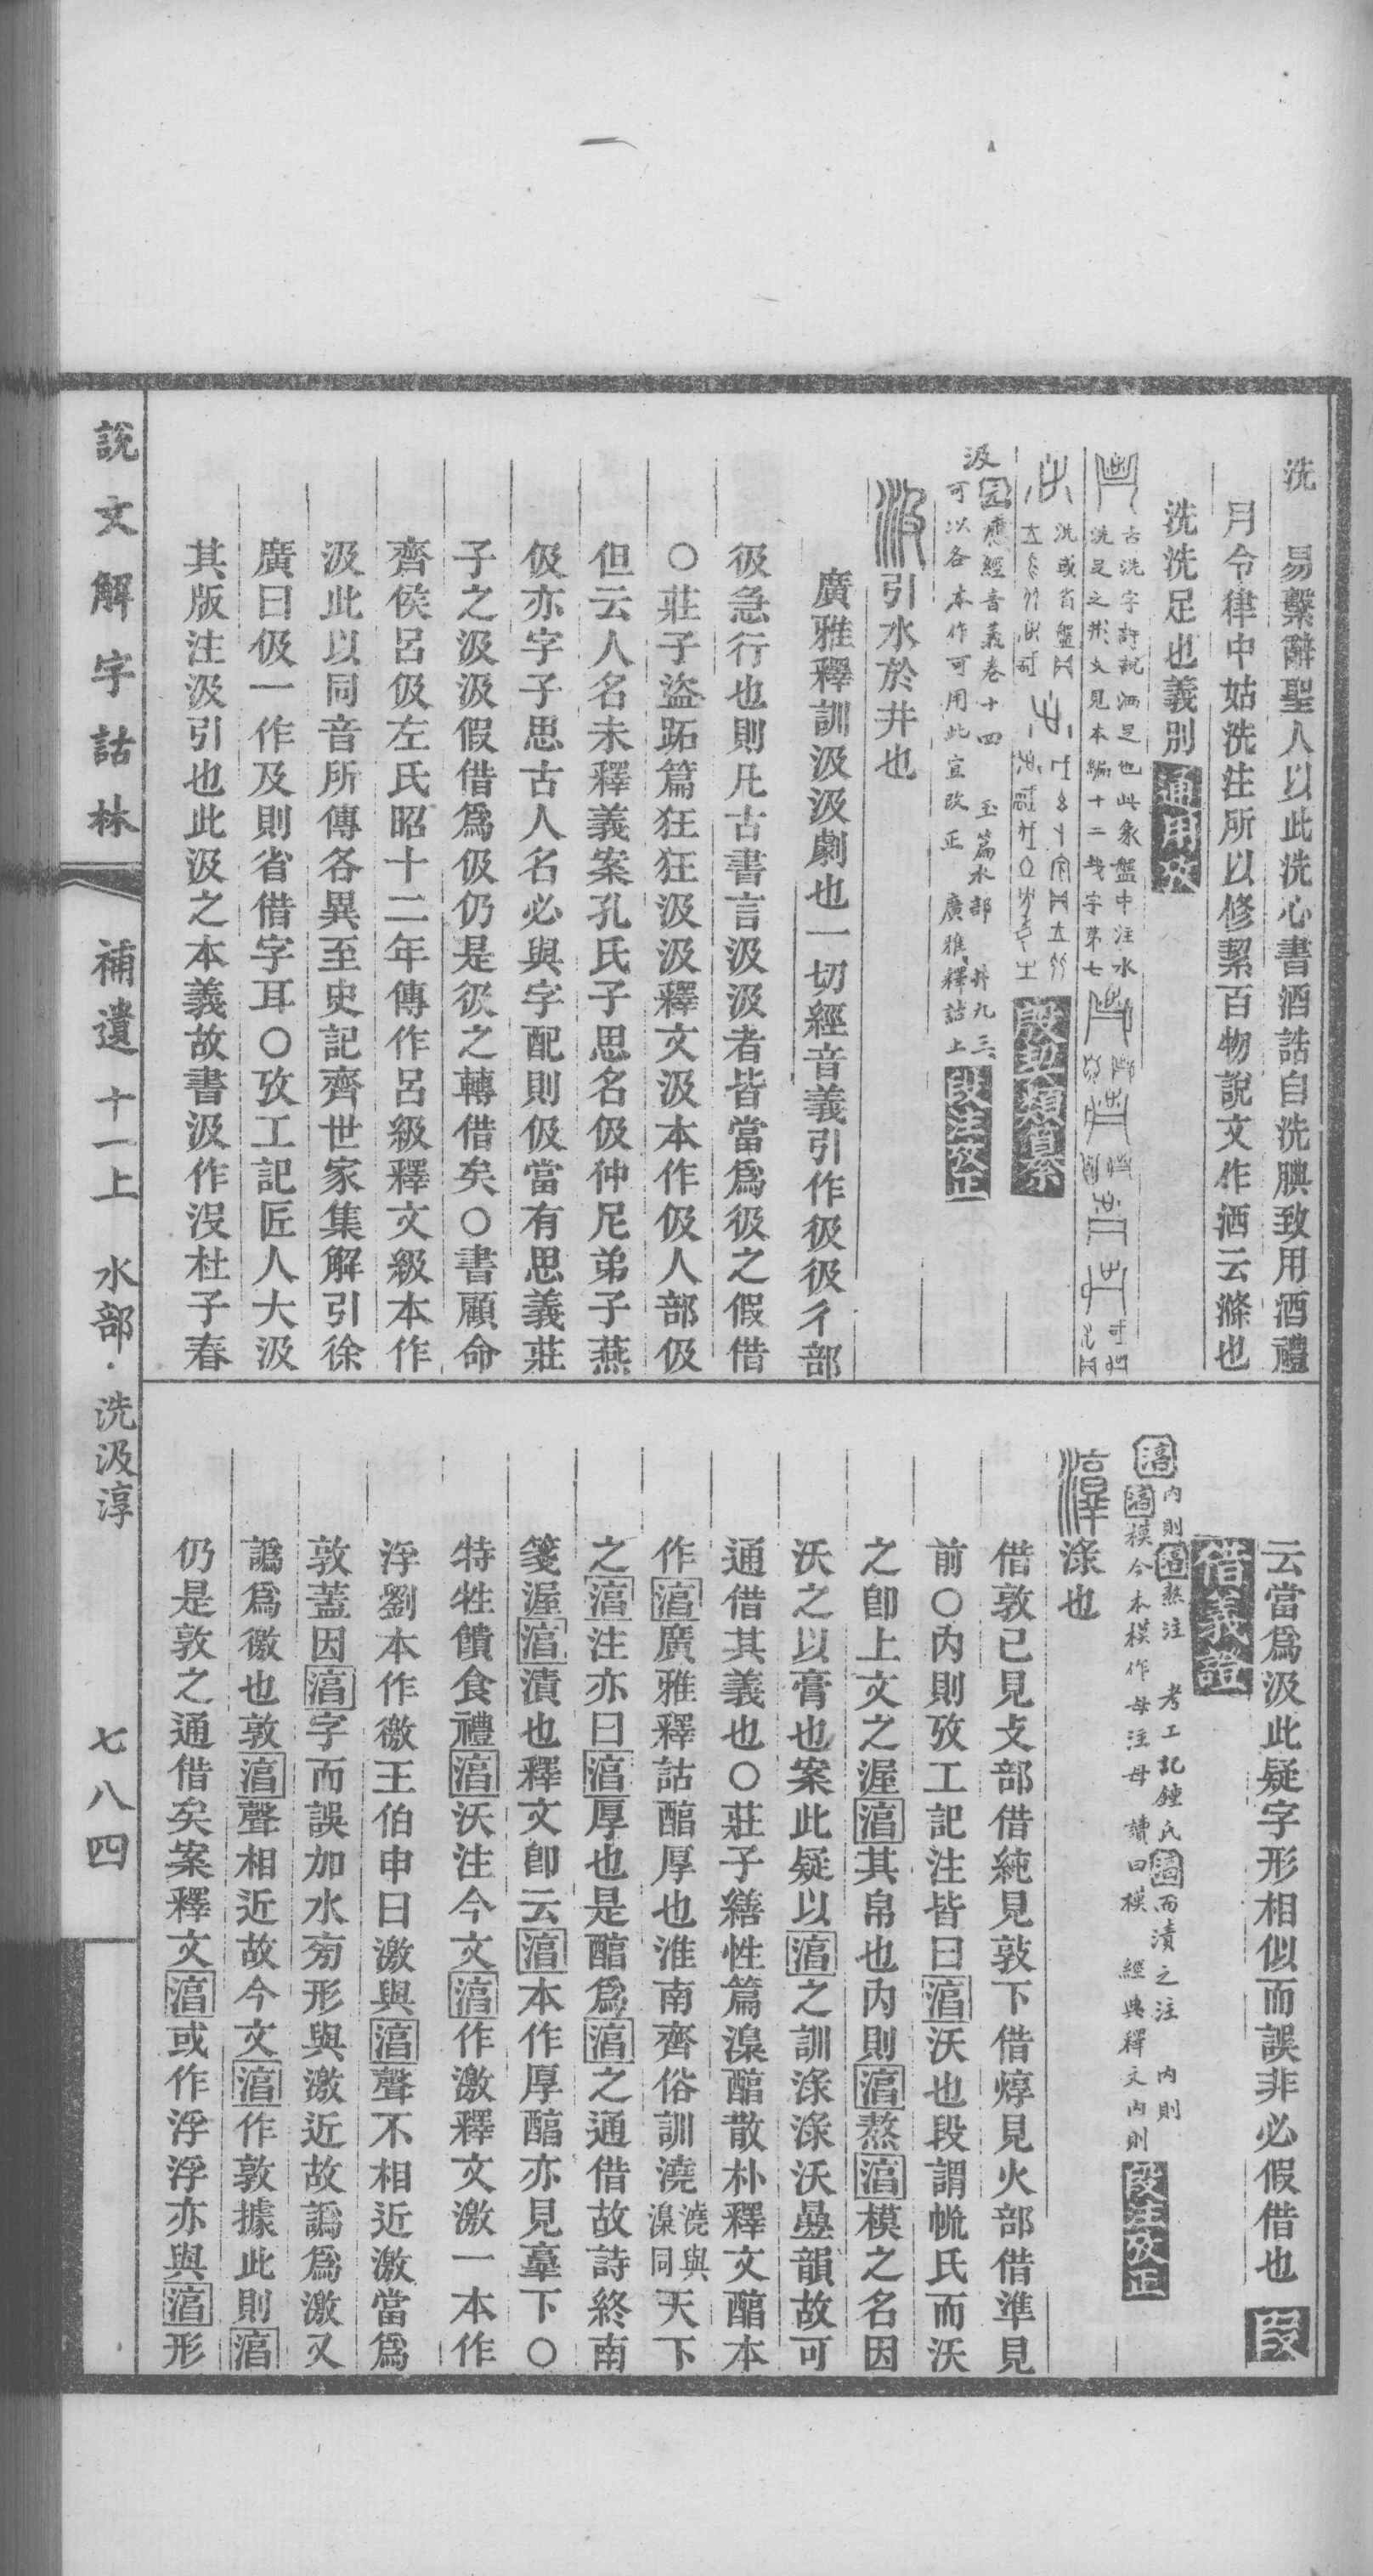 洗　易繫辭聖人以此洗心書酒誥自洗腆致用酒禮
月令律中姑洗注所以修絜百物說文作洒云滌也
洗洗足也義別通用文
古洗字許說洒足也此象盤中注水
洗足之形文見本編十二
洗或省盤
汲
應經音義卷十四　玉篇水部　井九三
可以各本作可用此宜改正　廣雅釋詁上段注攷正
引水於井也
廣雅釋訓汲汲劇也一切經音義引作彶彶彳部
彶急行也則凡古書言汲汲者皆當爲彶之假借
〇莊子盜跖篇狂狂汲汲釋文汲本作伋人部伋
但云人名未釋義案孔氏子思名伋仲尼弟子燕
伋亦字子思古人名必與字配則伋當有思義莊
子之汲汲假借爲伋仍是彶之轉借矣〇書顧命
齊侯呂伋左氏昭十二年傳作呂級釋文級本作
汲此以同音所傳各異至史記齊世家集解引徐
廣曰伋一作及則省借字耳〇攷工記匠人大汲
其版注汲引也此汲之本義故書汲作沒杜子春
云當爲汲此疑字形相似而誤非必假借也　段
借義證
內則淳熬注　考工記鍾氏淳而漬之注　內則
淳模今本模作母注母讀曰模　經典釋文內則段注攷正
淥也
借敦已見攴部借純見敦下借焞見火部借準見
前〇內則攷工記注皆曰淳沃也段謂㡛氏而沃
之卽上文之渥淳其帛也內則淳熬淳模之名因
沃之以膏也案此疑以淳之訓淥淥沃疊韻故可
通借其義也〇莊子繕性篇澆醕散朴釋文醕本
作淳廣雅釋詁醕厚也淮南齊俗訓澆澆與澆同天下
之淳注亦曰淳厚也是醕爲淳之通借故詩終南
箋渥淳漬也釋文卽云淳本作厚醕亦見𦎫下〇
特牲饋食禮淳沃注今文淳作激釋文激一本作
浮劉本作徼王伯申曰激與淳聲不相近激當爲
敦蓋因淳字而誤加水旁形與激近故譌爲激又
譌爲徼也敦淳聲相近故今文淳作敦據此則淳
仍是敦之通借矣案釋文淳或作浮浮亦與淳形
說文解字詁林　補遺　十一上　水部　洗汲淳　七八四